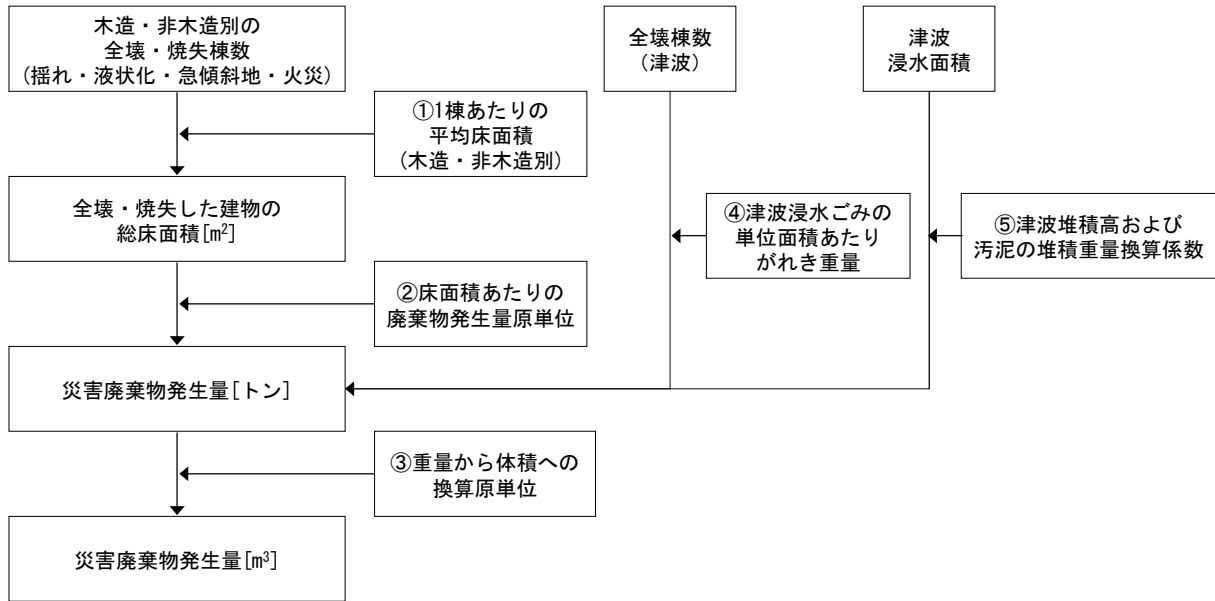 木造・非木造別の
全壊・焼失棟数
(揺れ・液状化・急傾斜地・火災)
全壊棟数
(津波)
津波
浸水面積
①1棟あたりの
平均床面積
(木造・非木造別)
全壊・焼失した建物の
総床面積[m²]
④津波浸水ごみの
単位面積あたり
がれき重量
⑤津波堆積高および
汚泥の堆積重量換算係数
②床面積あたりの
廃棄物発生量原単位
災害廃棄物発生量[トン]
③重量から体積への
換算原単位
災害廃棄物発生量[m³]